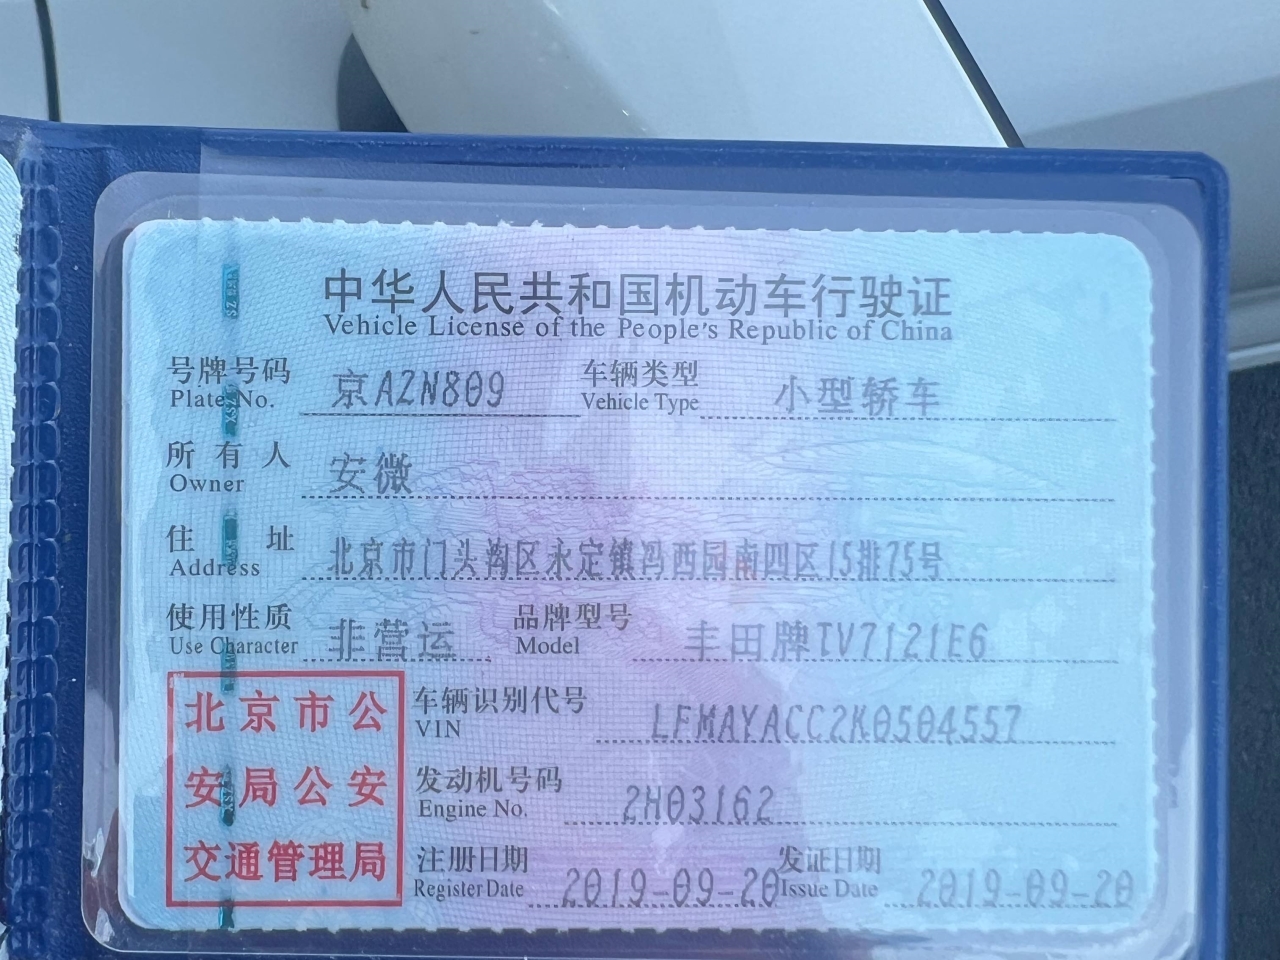 中华人民共和国机动车行驶证
Vehicle License of the People's Republic of China
号牌号码 京AZN809 车辆类型 小型轿车
Plate No. Vehicle Type
所有人 安微
Owner
住址 北京市门头沟区永定镇冯西园南四区15排75号
Address
使用性质 非营运 品牌型号 丰田牌TV7121E6
Use Character Model
北京市公 车辆识别代号 LFMAYACC2K0504557
VIN
安局公安 发动机号码 2H03162
Engine No.
交通管理局 注册日期 2019-09-20 发证日期 2019-09-20
Register Date Issue Date